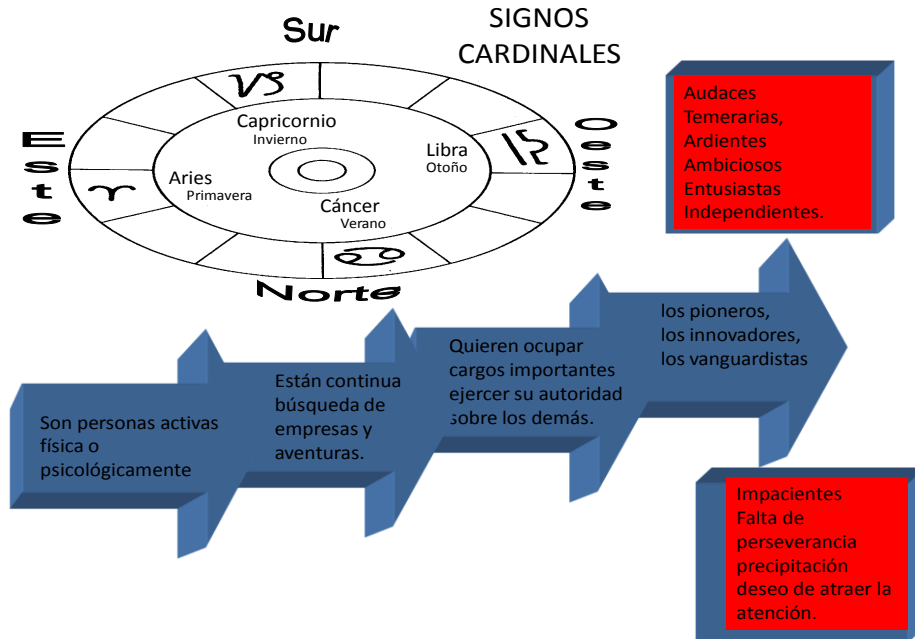 Sur
SIGNOS
CARDINALES
Este
Oeste
Capricornio
Invierno
Libra
Otoño
Aries
Primavera
Cáncer
Verano
Norte
Audaces
Temerarias,
Ardientes
Ambiciosos
Entusiastas
Independientes.
Son personas activas
física o
psicológicamente
Están continua
búsqueda de
empresas y
aventuras.
Quieren ocupar
cargos importantes
ejercer su autoridad
sobre los demás.
los pioneros,
los innovadores,
los vanguardistas
Impacientes
Falta de
perseverancia
precipitación
deseo de atraer la
atención.